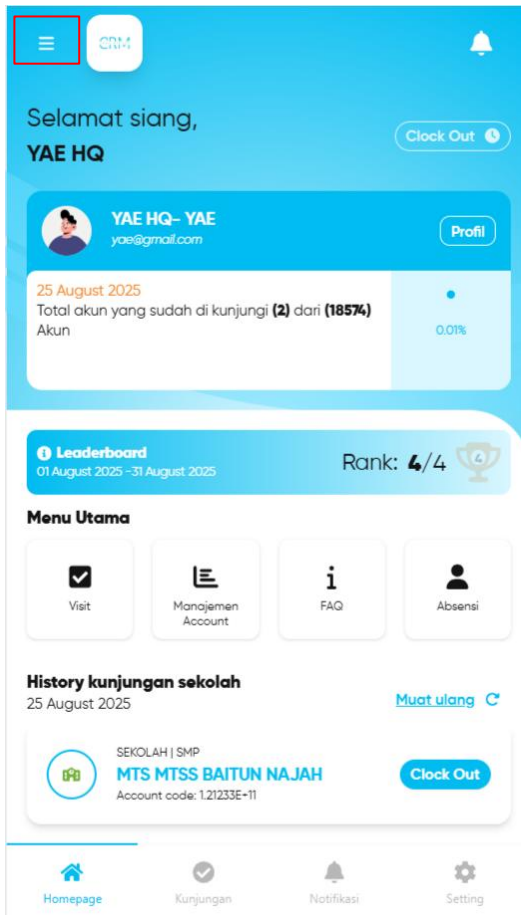 CRM
Selamat siang,
YAE HQ
Clock Out
YAE HQ- YAE
yae@gmail.com
Profil
25 August 2025
Total akun yang sudah di kunjungi (2) dari (18574)
Akun
0.01%
Leaderboard
01 August 2025 -31 August 2025
Rank: 4/4
4
Menu Utama
Visit
Manajemen
Account
FAQ
Absensi
History kunjungan sekolah
25 August 2025
Muat ulang
SEKOLAH | SMP
MTS MTSS BAITUN NAJAH
Account code: 1.21233E+11
Clock Out
Homepage
Kunjungan
Notifikasi
Setting